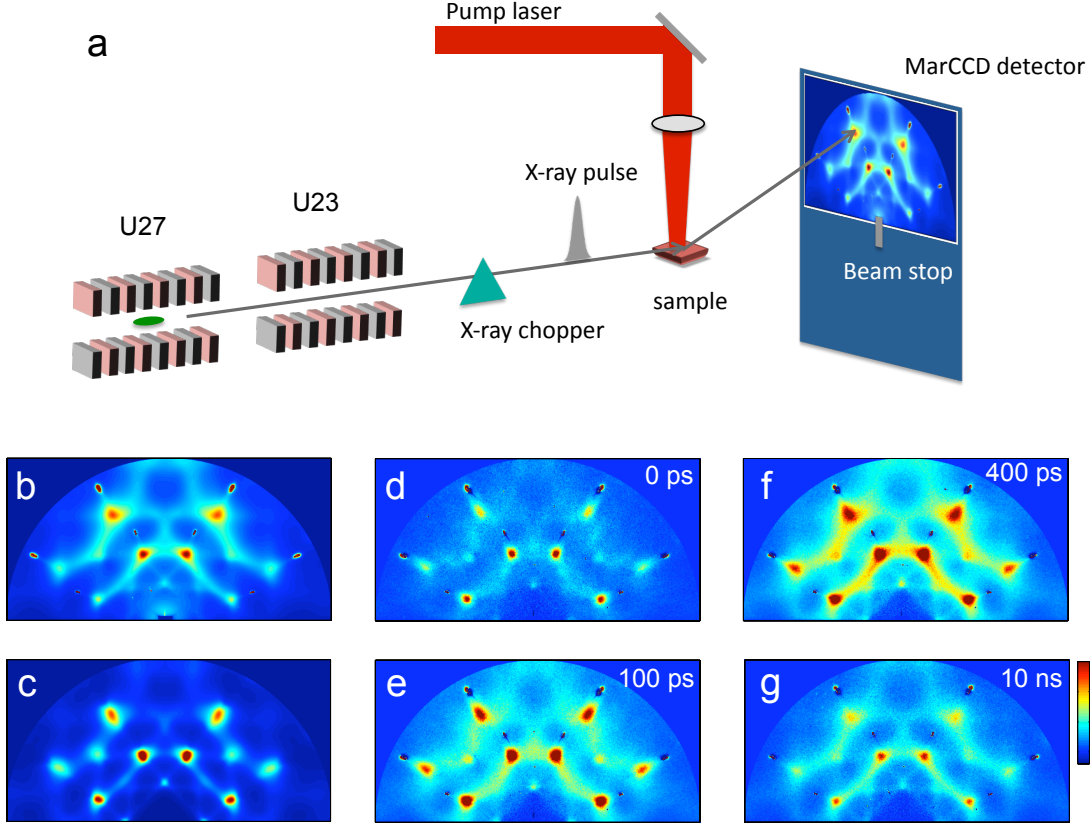 a
Pump laser
MarCCD detector
X-ray pulse
U27
U23
Beam stop
sample
X-ray chopper
b
d
0 ps
f
400 ps
c
e
100 ps
g
10 ns